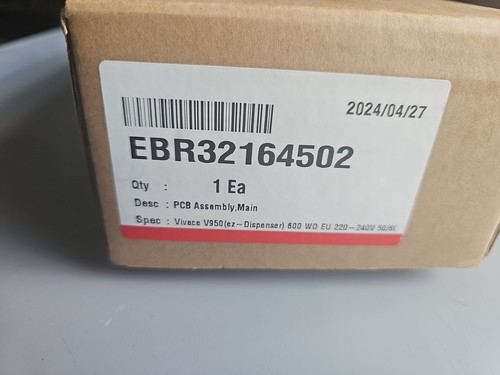 2024/04/27
EBR32164502
Qty : 1 Ea
Desc : PCB Assembly,Main
Spec : Vivace V950(ez-Dispenser) 600 WO EU 220~240V 50/60